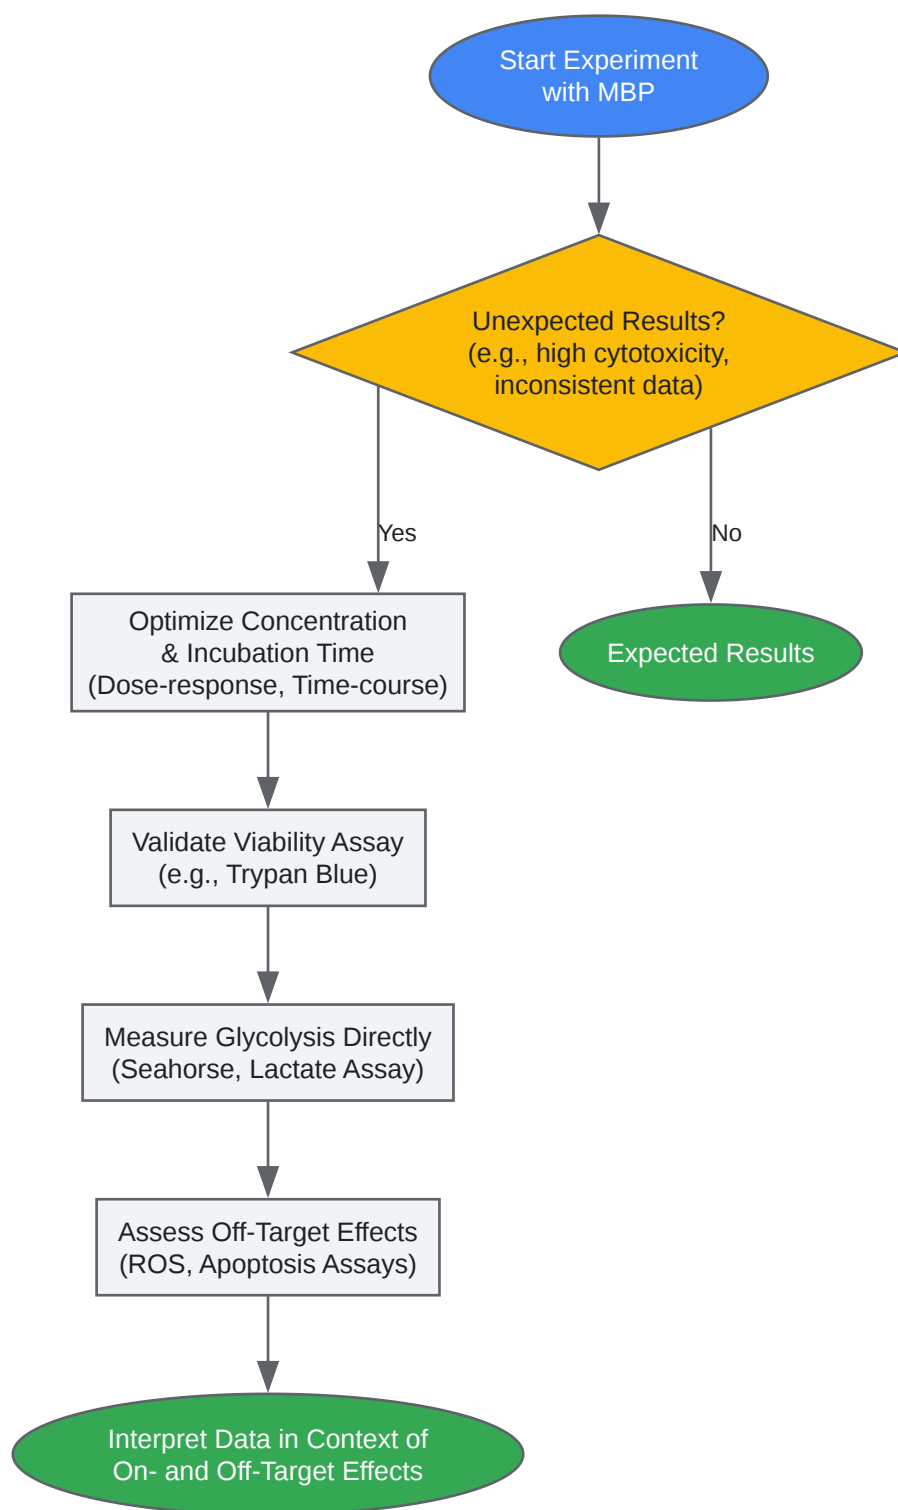 Start Experiment
with MBP
Unexpected Results?
(e.g., high cytotoxicity,
inconsistent data)
Yes
No
Optimize Concentration
& Incubation Time
(Dose-response, Time-course)
Expected Results
Validate Viability Assay
(e.g., Trypan Blue)
Measure Glycolysis Directly
(Seahorse, Lactate Assay)
Assess Off-Target Effects
(ROS, Apoptosis Assays)
Interpret Data in Context of
On- and Off-Target Effects